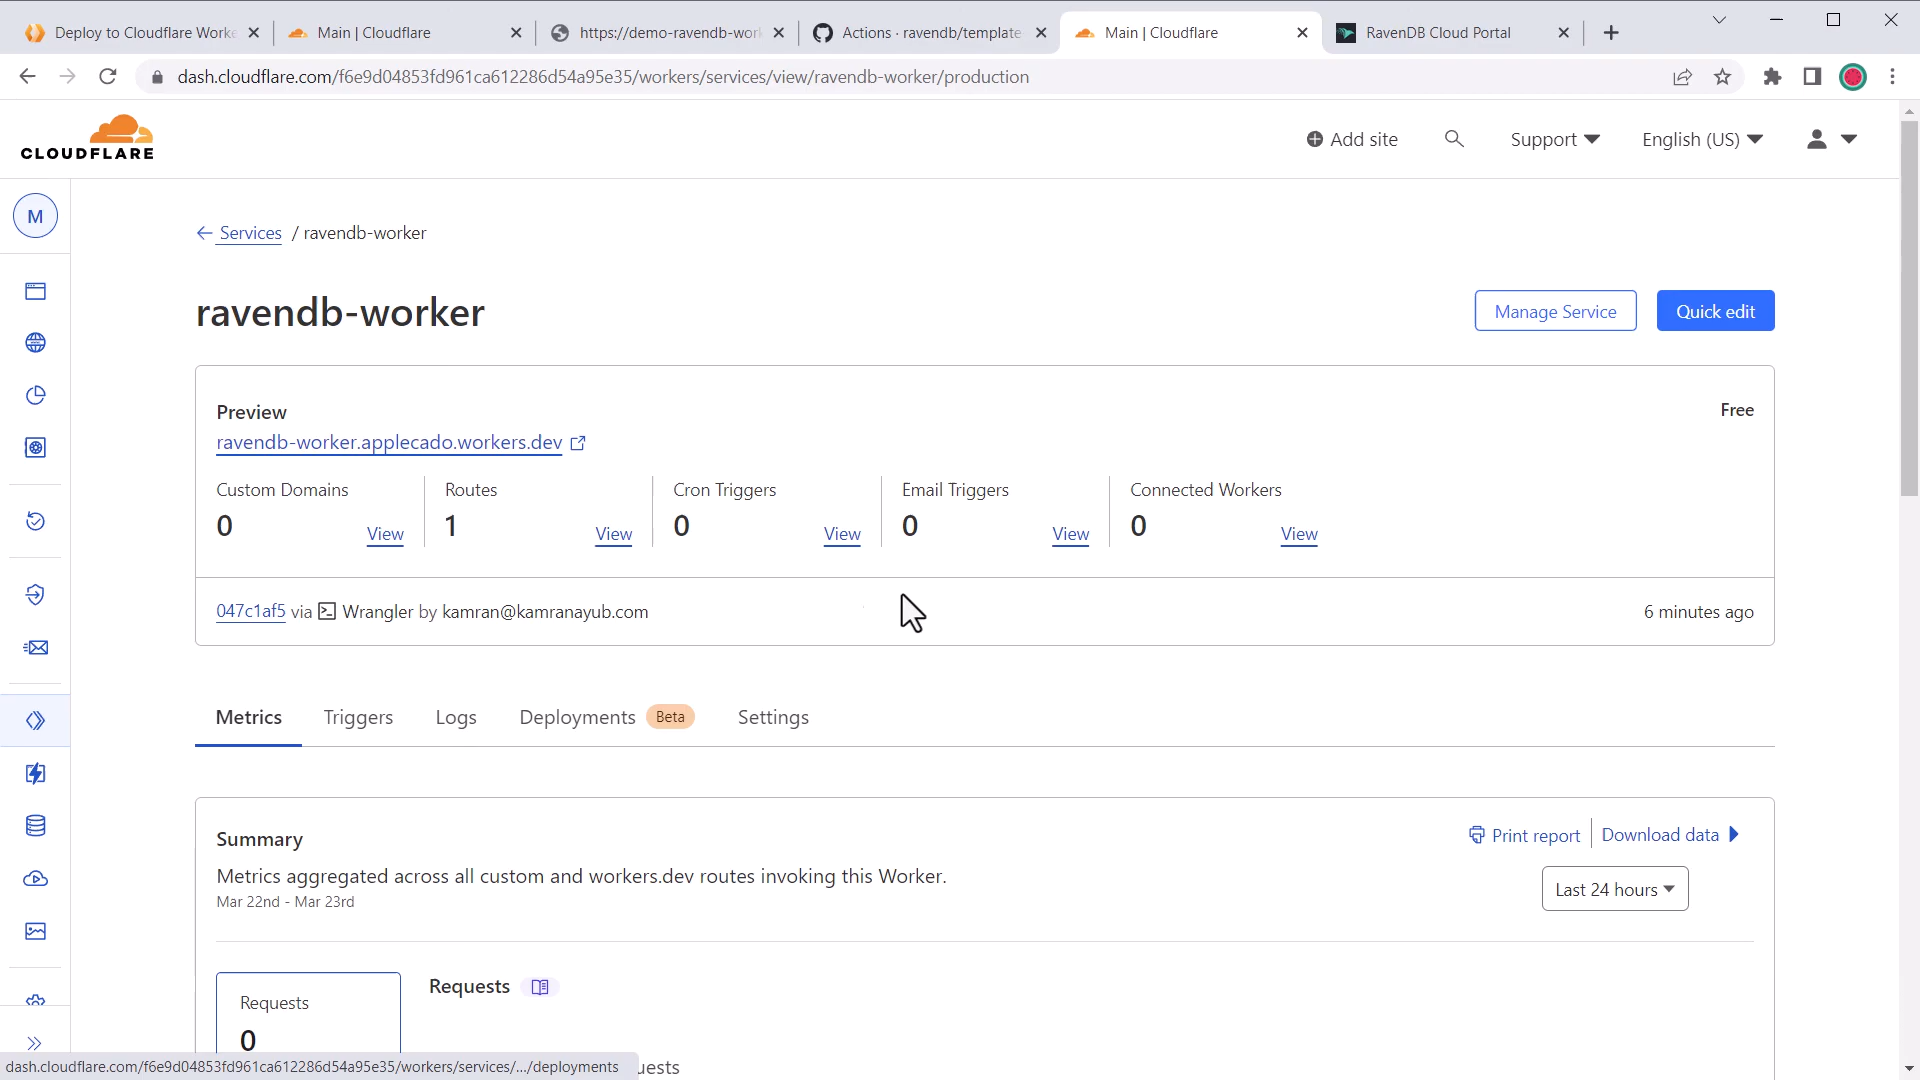 Deploy to Cloudflare Worke
Main | Cloudflare
https://demo-ravendb-work
Actions · ravendb/template
Main | Cloudflare
RavenDB Cloud Portal
dash.cloudflare.com/f6e9d04853fd961ca612286d54a95e35/workers/services/view/ravendb-worker/production
CLOUDFLARE
Add site
Support
English (US)
M
Services / ravendb-worker
ravendb-worker
Manage Service
Quick edit
Preview
Free
ravendb-worker.applecado.workers.dev
Custom Domains
0
View
Routes
1
View
Cron Triggers
0
View
Email Triggers
0
View
Connected Workers
0
View
047c1af5 via Wrangler by kamran@kamranayub.com
6 minutes ago
Metrics
Triggers
Logs
Deployments Beta
Settings
Summary
Print report
Download data
Metrics aggregated across all custom and workers.dev routes invoking this Worker.
Last 24 hours
Mar 22nd - Mar 23rd
Requests
0
Requests
dash.cloudflare.com/f6e9d04853fd961ca612286d54a95e35/workers/services/.../deployments
uests